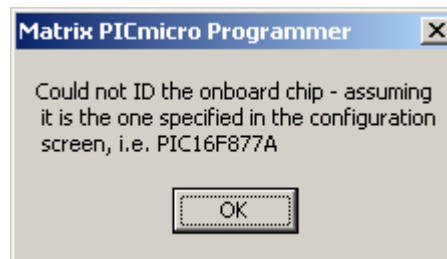 Matrix PICmicro Programmer
Could not ID the onboard chip - assuming
it is the one specified in the configuration
screen, i.e. PIC16F877A
OK